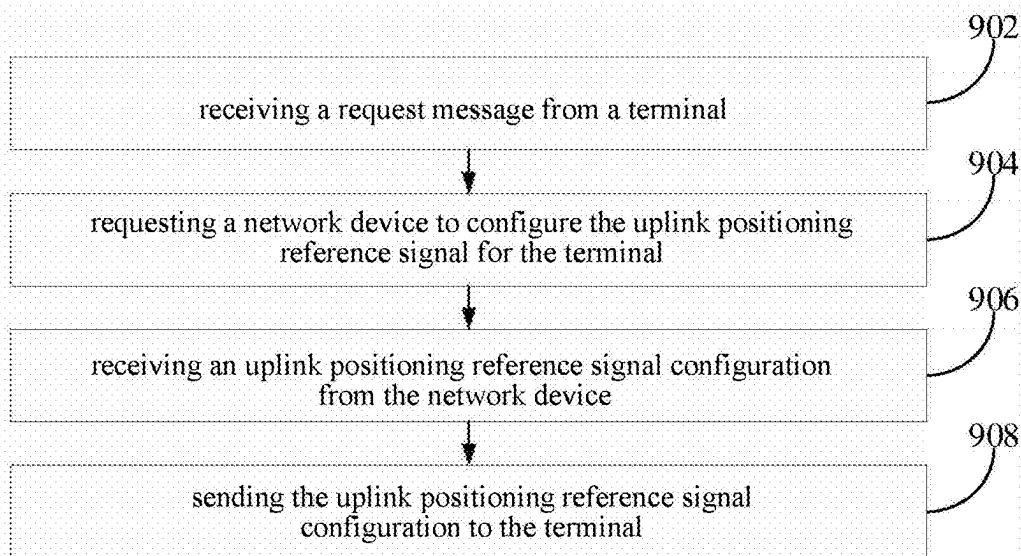 902
receiving a request message from a terminal
904
requesting a network device to configure the uplink positioning
reference signal for the terminal
906
receiving an uplink positioning reference signal configuration
from the network device
908
sending the uplink positioning reference signal
configuration to the terminal